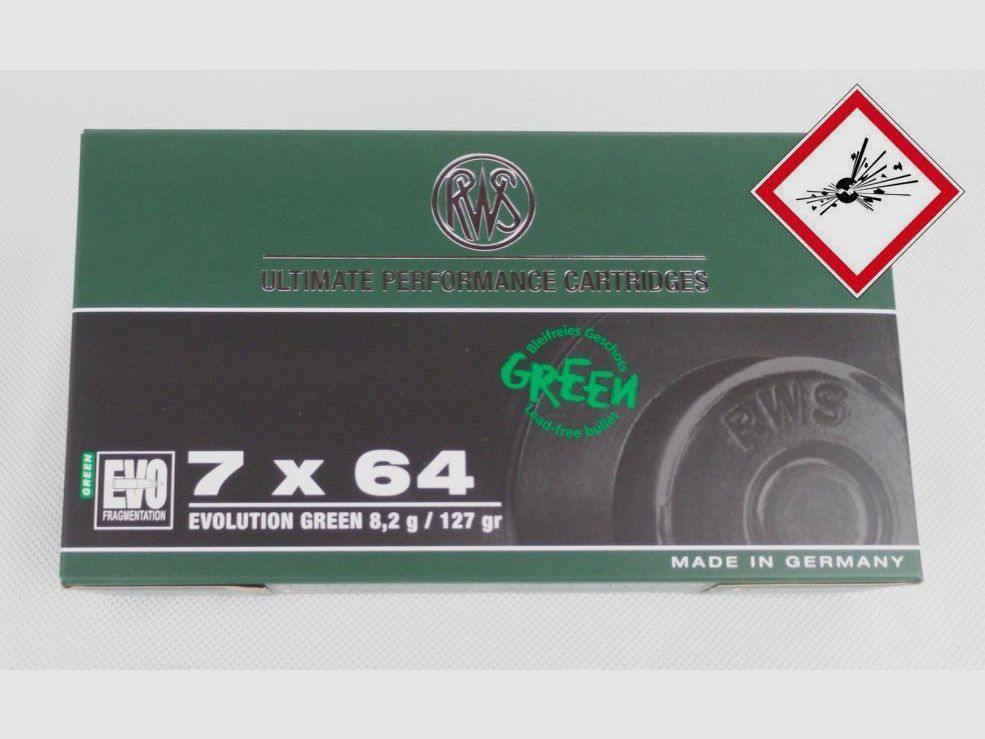 RWS
ULTIMATE PERFORMANCE CARTRIDGES
Bleifreies Geschoß
GREEN
Lead-free bullet
RWS
GREEN
EVO
FRAGMENTATION
7 x 64
EVOLUTION GREEN 8,2 g / 127 gr
MADE IN GERMANY